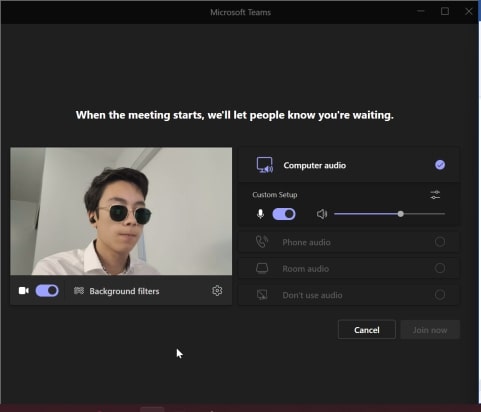 Microsoft Teams
When the meeting starts, we'll let people know you're waiting.
Computer audio
Custom Setup
Phone audio
Room audio
Don't use audio
Background filters
Cancel
Join now